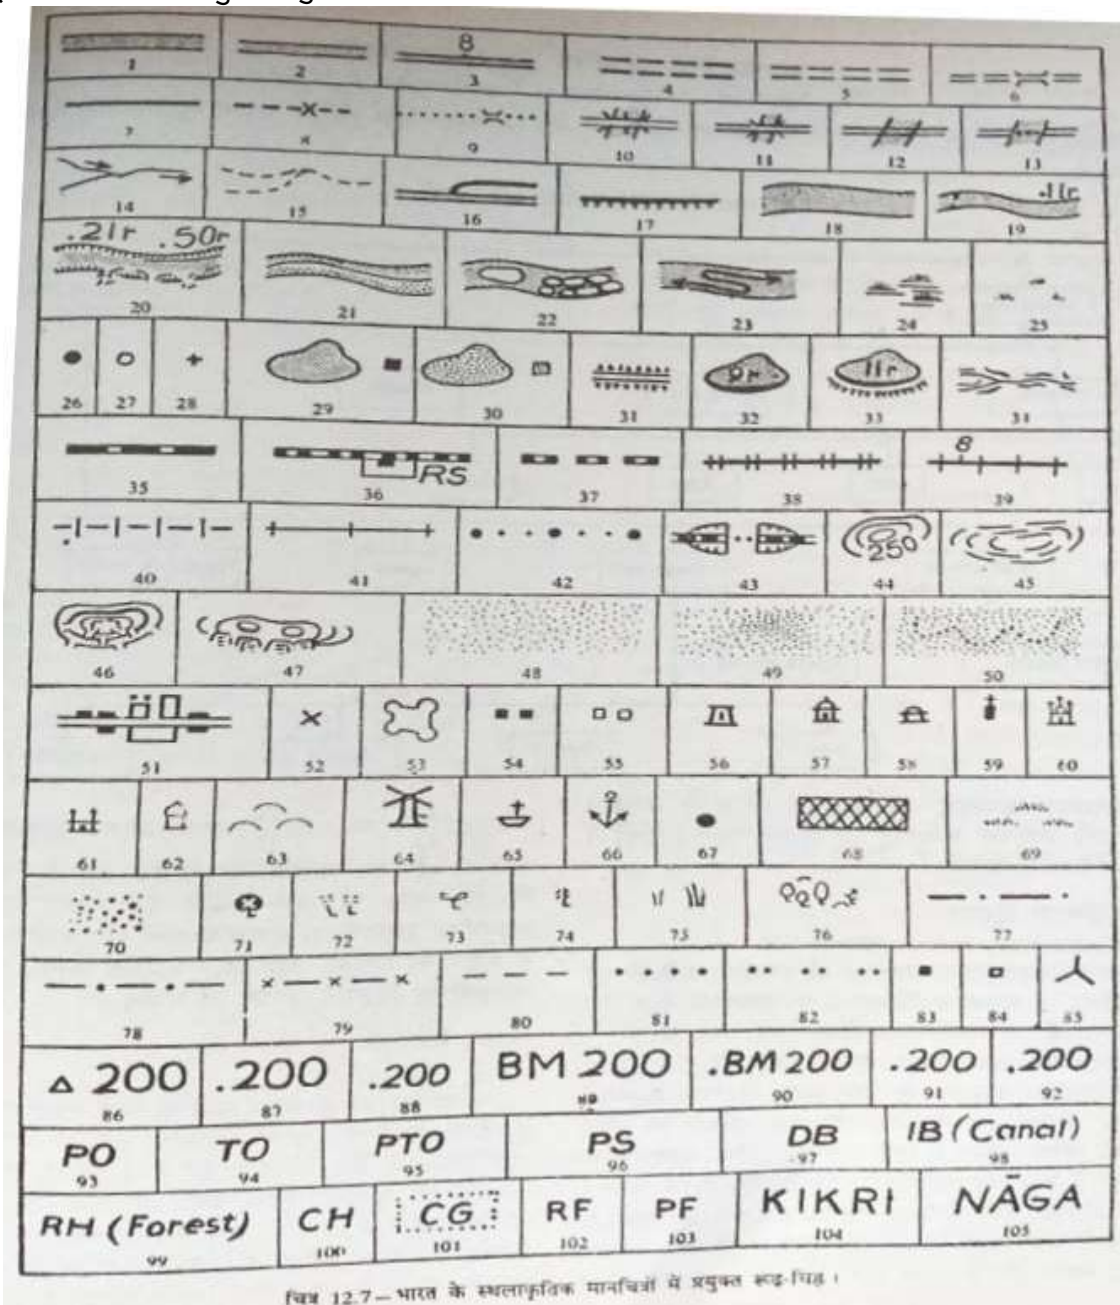 1 2 8 3 4 5 6
7 8 9 10 11 12 13
14 15 16 17 18 .1r 19
.21r .50r 20 21 22 23 24 25
26 27 28 29 30 31 9r 32 11r 33 34
35 36 RS 37 38 8 39
40 41 42 43 250 44 45
46 47 48 49 50
51 52 53 54 55 56 57 58 59 60
61 62 63 64 65 66 67 68 69
70 71 72 73 74 75 76 77
78 79 80 81 82 83 84 85
200 .200 .200 BM 200 .BM 200 .200 .200
86 87 88 89 90 91 92
PO TO PTO PS DB IB (Canal)
93 94 95 96 97 98
RH (Forest) CH CG RF PF KIKRI NĀGA
99 100 101 102 103 104 105
चित्र 12.7—भारत के स्थलाकृतिक मानचित्रों में प्रयुक्त रूढ़-चिह्न।